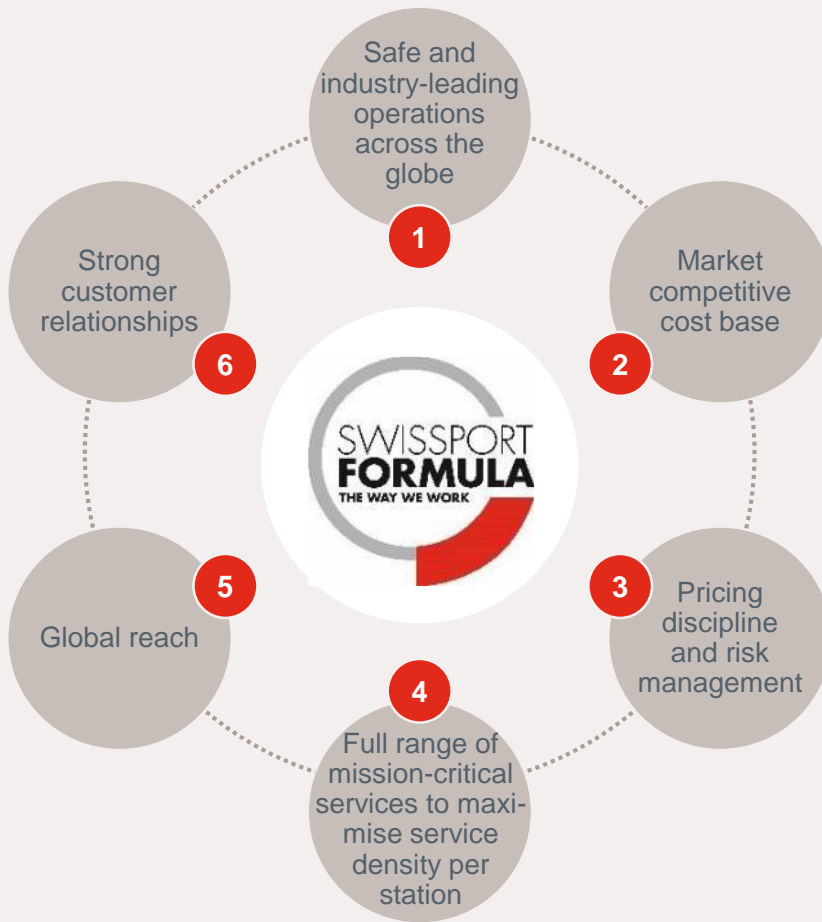 Safe and
industry-leading
operations
across the
globe
1
Market
competitive
cost base
2
Pricing
discipline
and risk
management
3
Full range of
mission-critical
services to maxi-
mise service
density per
station
4
Global reach
5
Strong
customer
relationships
6
SWISSPORT
FORMULA
THE WAY WE WORK